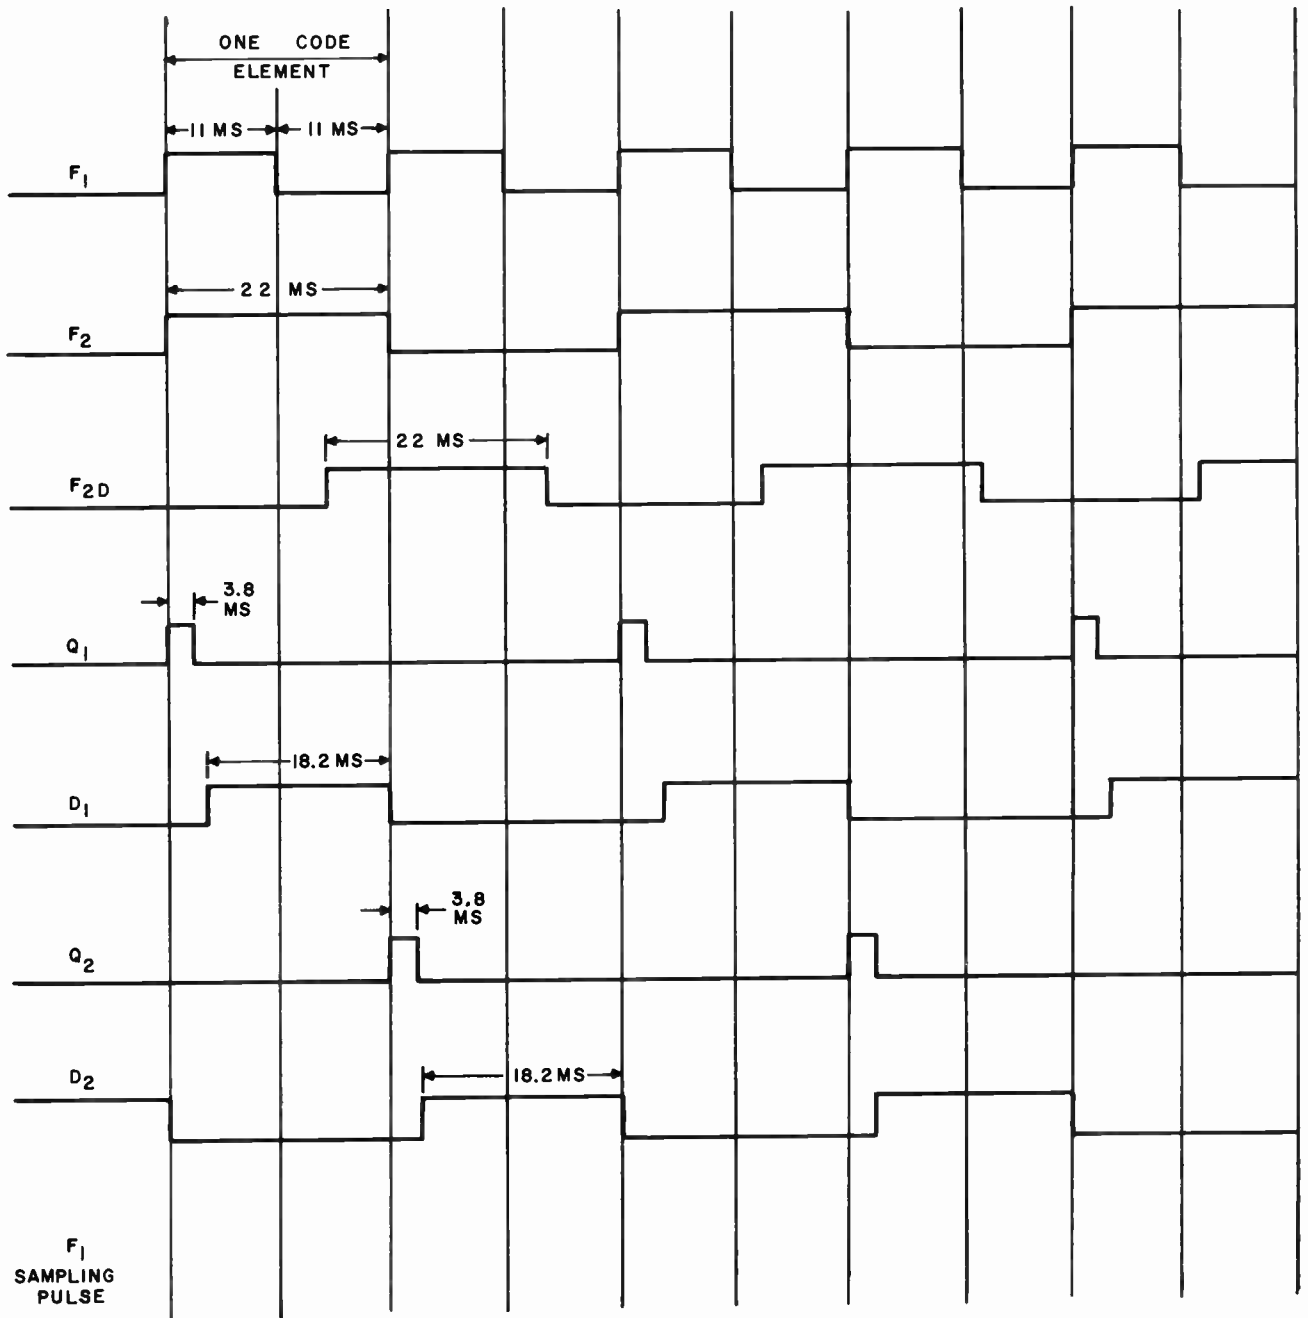 ONE CODE
ELEMENT
11 MS 11 MS
F1
22 MS
F2
22 MS
F2D
3.8
MS
Q1
18.2 MS
D1
3.8
MS
Q2
18.2 MS
D2
F1
SAMPLING
PULSE